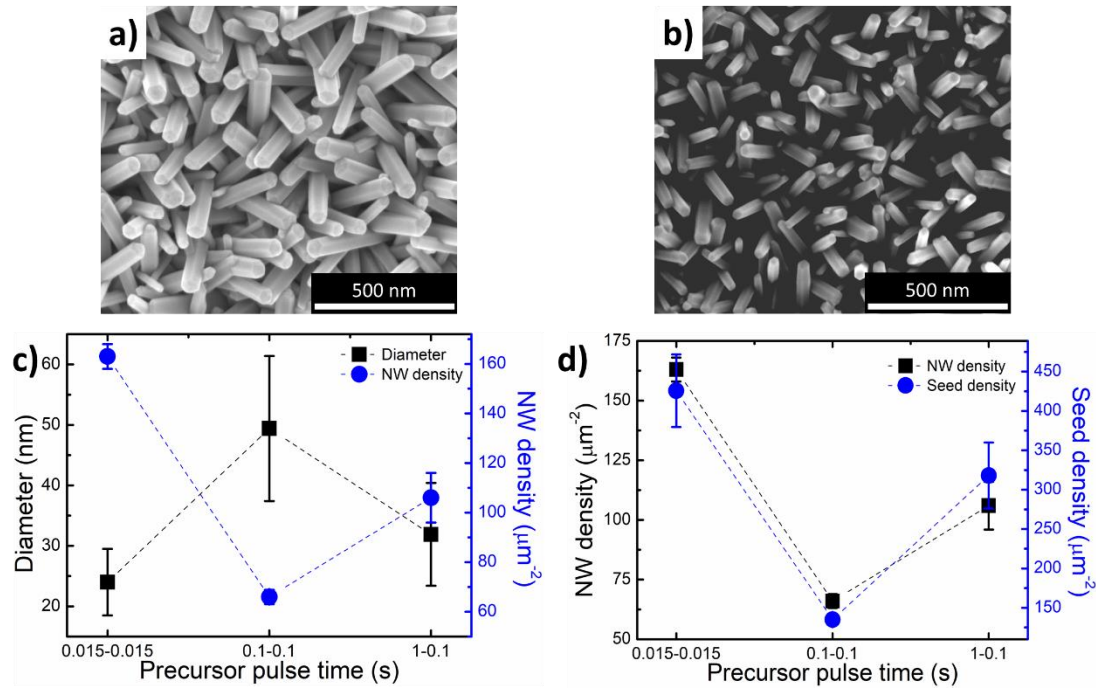 a)
500 nm
b)
500 nm
c)
Diameter
NW density
60
50
40
30
20
Diameter (nm)
160
140
120
100
80
60
NW density (μm⁻²)
0.015-0.015
0.1-0.1
1-0.1
Precursor pulse time (s)
d)
NW density
Seed density
175
150
125
100
75
50
NW density (μm⁻²)
450
400
350
300
250
200
150
Seed density (μm⁻²)
0.015-0.015
0.1-0.1
1-0.1
Precursor pulse time (s)